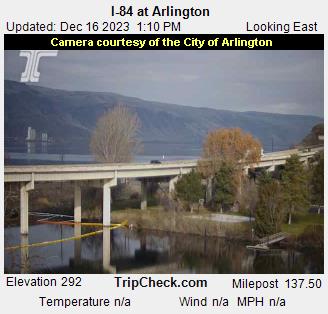 I-84 at Arlington
Updated: Dec 16 2023 1:10 PM Looking East
Camera courtesy of the City of Arlington
Elevation 292 TripCheck.com Milepost 137.50
Temperature n/a Wind n/a MPH n/a